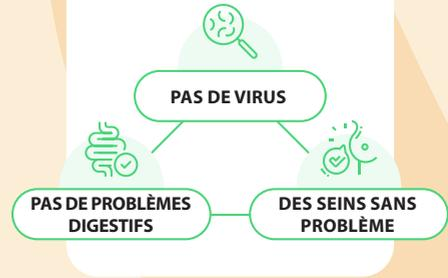 PAS DE VIRUS
PAS DE PROBLÈMES
DIGESTIFS
DES SEINS SANS
PROBLÈME